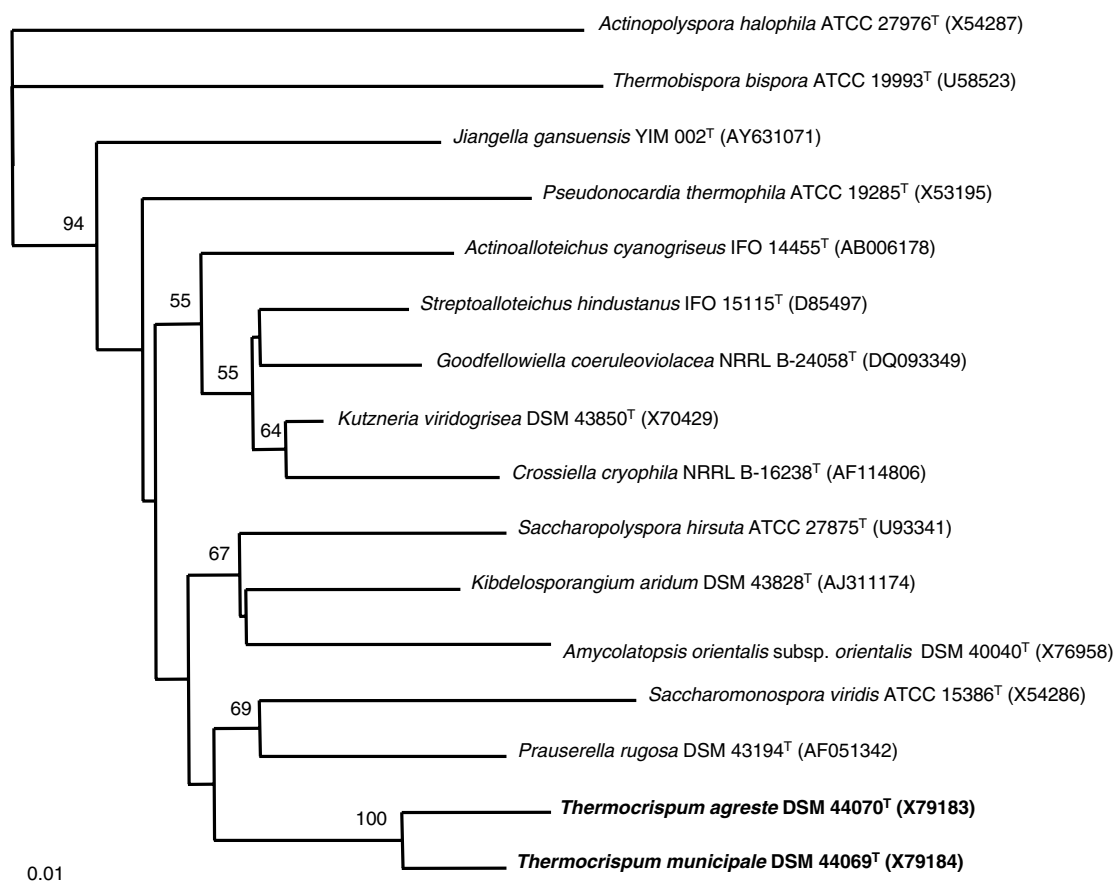 Actinopolyspora halophila ATCC 27976ᵀ (X54287)
Thermobispora bispora ATCC 19993ᵀ (U58523)
Jiangella gansuensis YIM 002ᵀ (AY631071)
Pseudonocardia thermophila ATCC 19285ᵀ (X53195)
94
Actinoalloteichus cyanogriseus IFO 14455ᵀ (AB006178)
55
Streptoalloteichus hindustanus IFO 15115ᵀ (D85497)
Goodfellowiella coeruleoviolacea NRRL B-24058ᵀ (DQ093349)
55
Kutzneria viridogrisea DSM 43850ᵀ (X70429)
64
Crossiella cryophila NRRL B-16238ᵀ (AF114806)
Saccharopolyspora hirsuta ATCC 27875ᵀ (U93341)
67
Kibdelosporangium aridum DSM 43828ᵀ (AJ311174)
Amycolatopsis orientalis subsp. orientalis DSM 40040ᵀ (X76958)
Saccharomonospora viridis ATCC 15386ᵀ (X54286)
69
Prauserella rugosa DSM 43194ᵀ (AF051342)
Thermocrispum agreste DSM 44070ᵀ (X79183)
100
Thermocrispum municipale DSM 44069ᵀ (X79184)
0.01